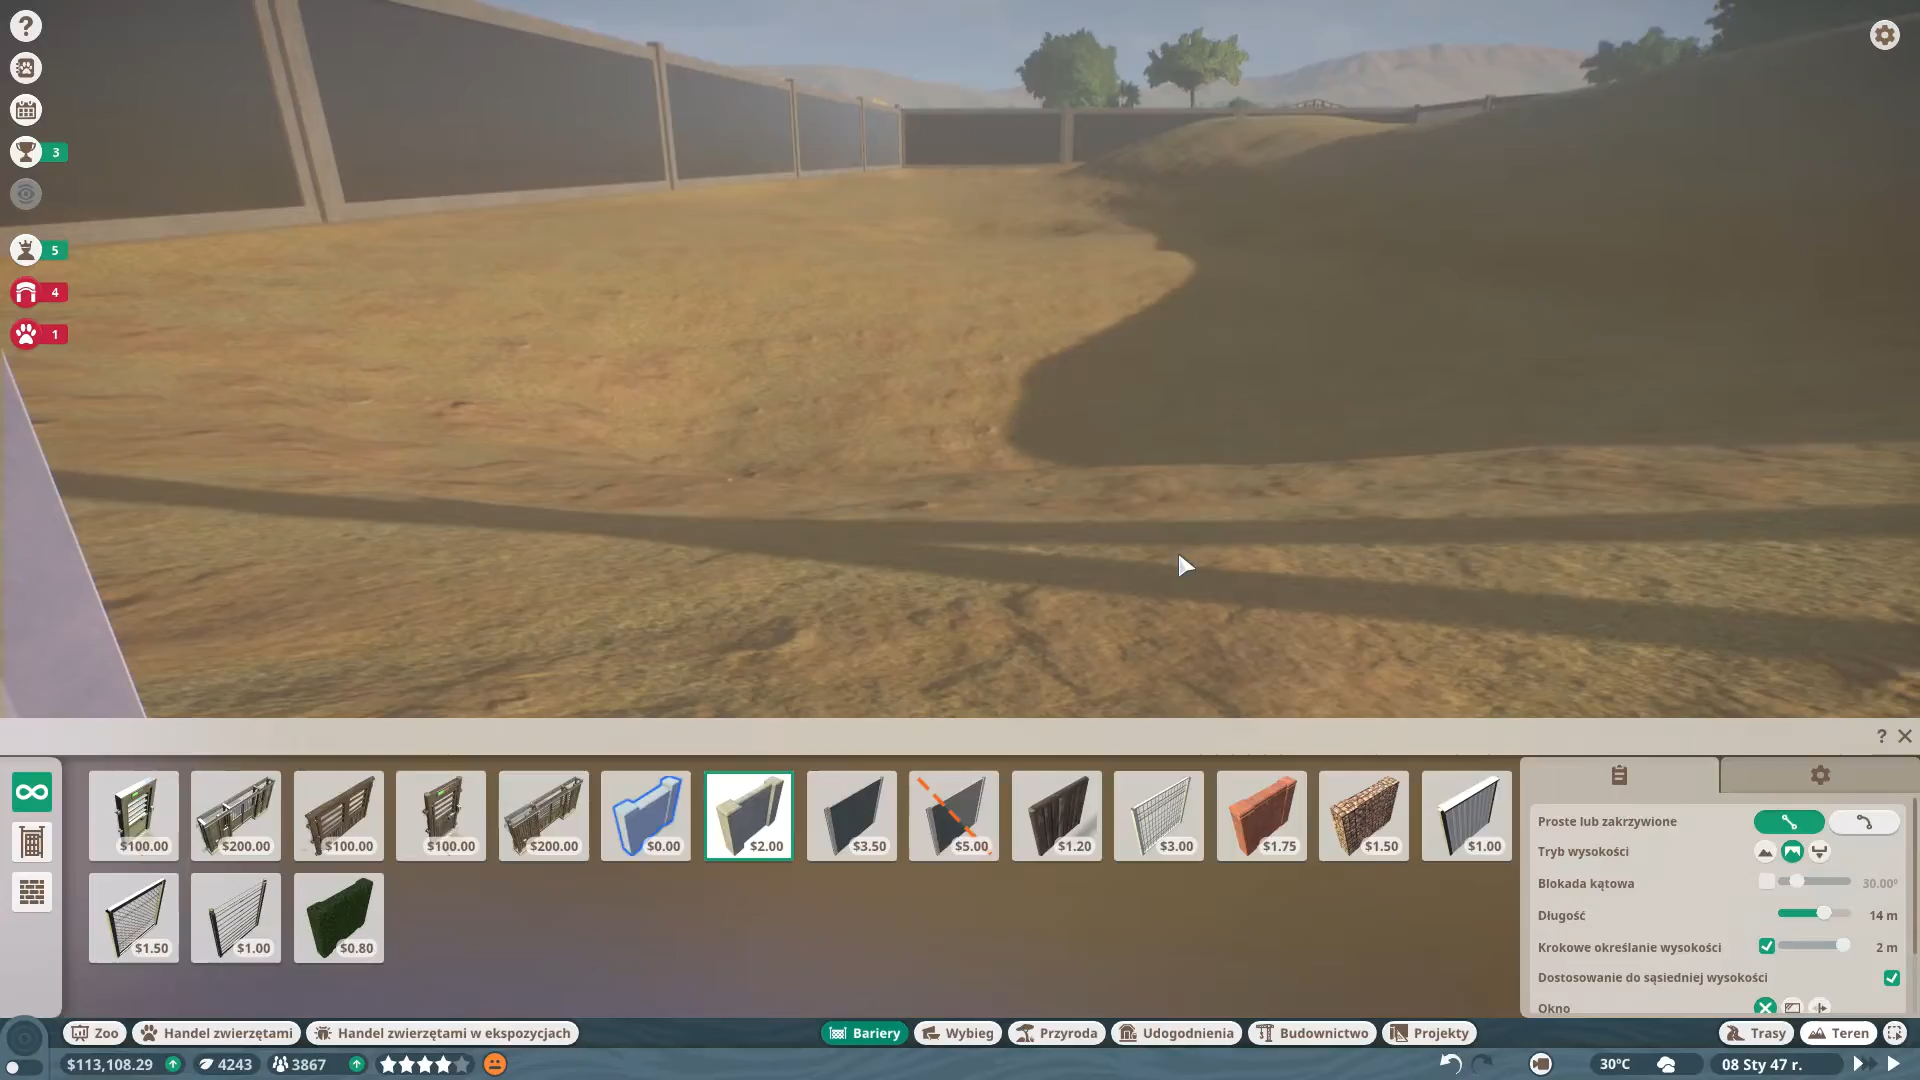 ?
3
5
4
1
?
$100.00
$200.00
$100.00
$100.00
$200.00
$0.00
$2.00
$3.50
$5.00
$1.20
$3.00
$1.75
$1.50
$1.00
$1.50
$1.00
$0.80
Proste lub zakrzywione
Tryb wysokości
Blokada kątowa 30.00º
Długość 14 m
Krokowe określanie wysokości 2 m
Dostosowanie do sąsiedniej wysokości
Okno
Zoo
Handel zwierzętami
Handel zwierzętami w ekspozycjach
Bariery
Wybieg
Przyroda
Udogodnienia
Budownictwo
Projekty
Trasy
Teren
$113,108.29
4243
3867
30ºC
08 Sty 47 r.